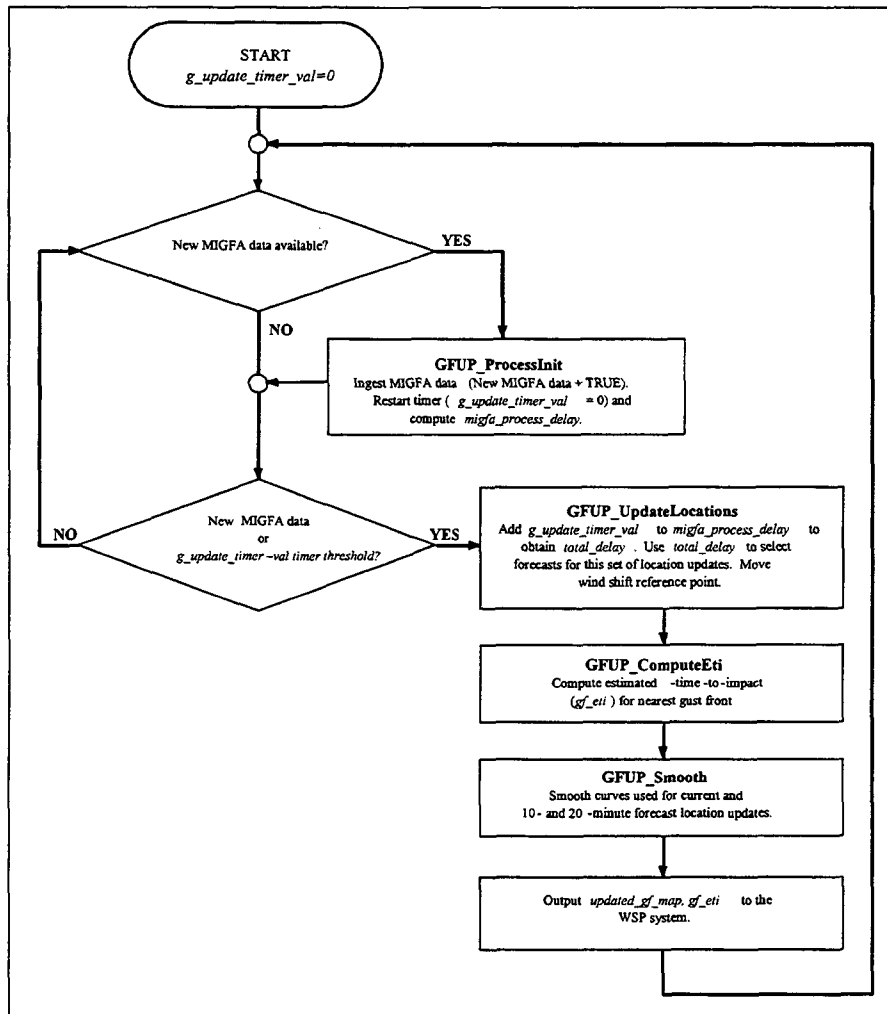 START
g_update_timer_val=0
New MIGFA data available?
YES
NO
GFUP_ProcessInit
Ingest MIGFA data (New MIGFA data + TRUE).
Restart timer ( g_update_timer_val = 0) and
compute migfa_process_delay.
New MIGFA data
or
g_update_timer –val timer threshold?
NO
YES
GFUP_UpdateLocations
Add g_update_timer_val to migfa_process_delay to
obtain total_delay . Use total_delay to select
forecasts for this set of location updates. Move
wind shift reference point.
GFUP_ComputeEti
Compute estimated -time -to-impact
(gf_eti ) for nearest gust front
GFUP_Smooth
Smooth curves used for current and
10- and 20 -minute forecast location updates.
Output updated_gf_map, gf_eti to the
WSP system.